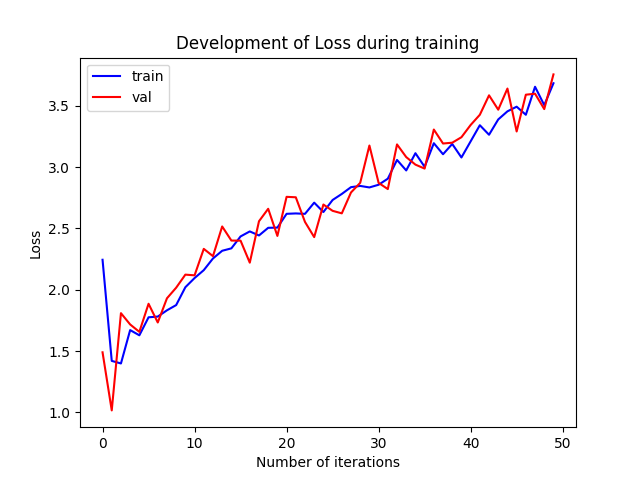 Development of Loss during training
train
val
Loss
3.5
3.0
2.5
2.0
1.5
1.0
0 10 20 30 40 50
Number of iterations